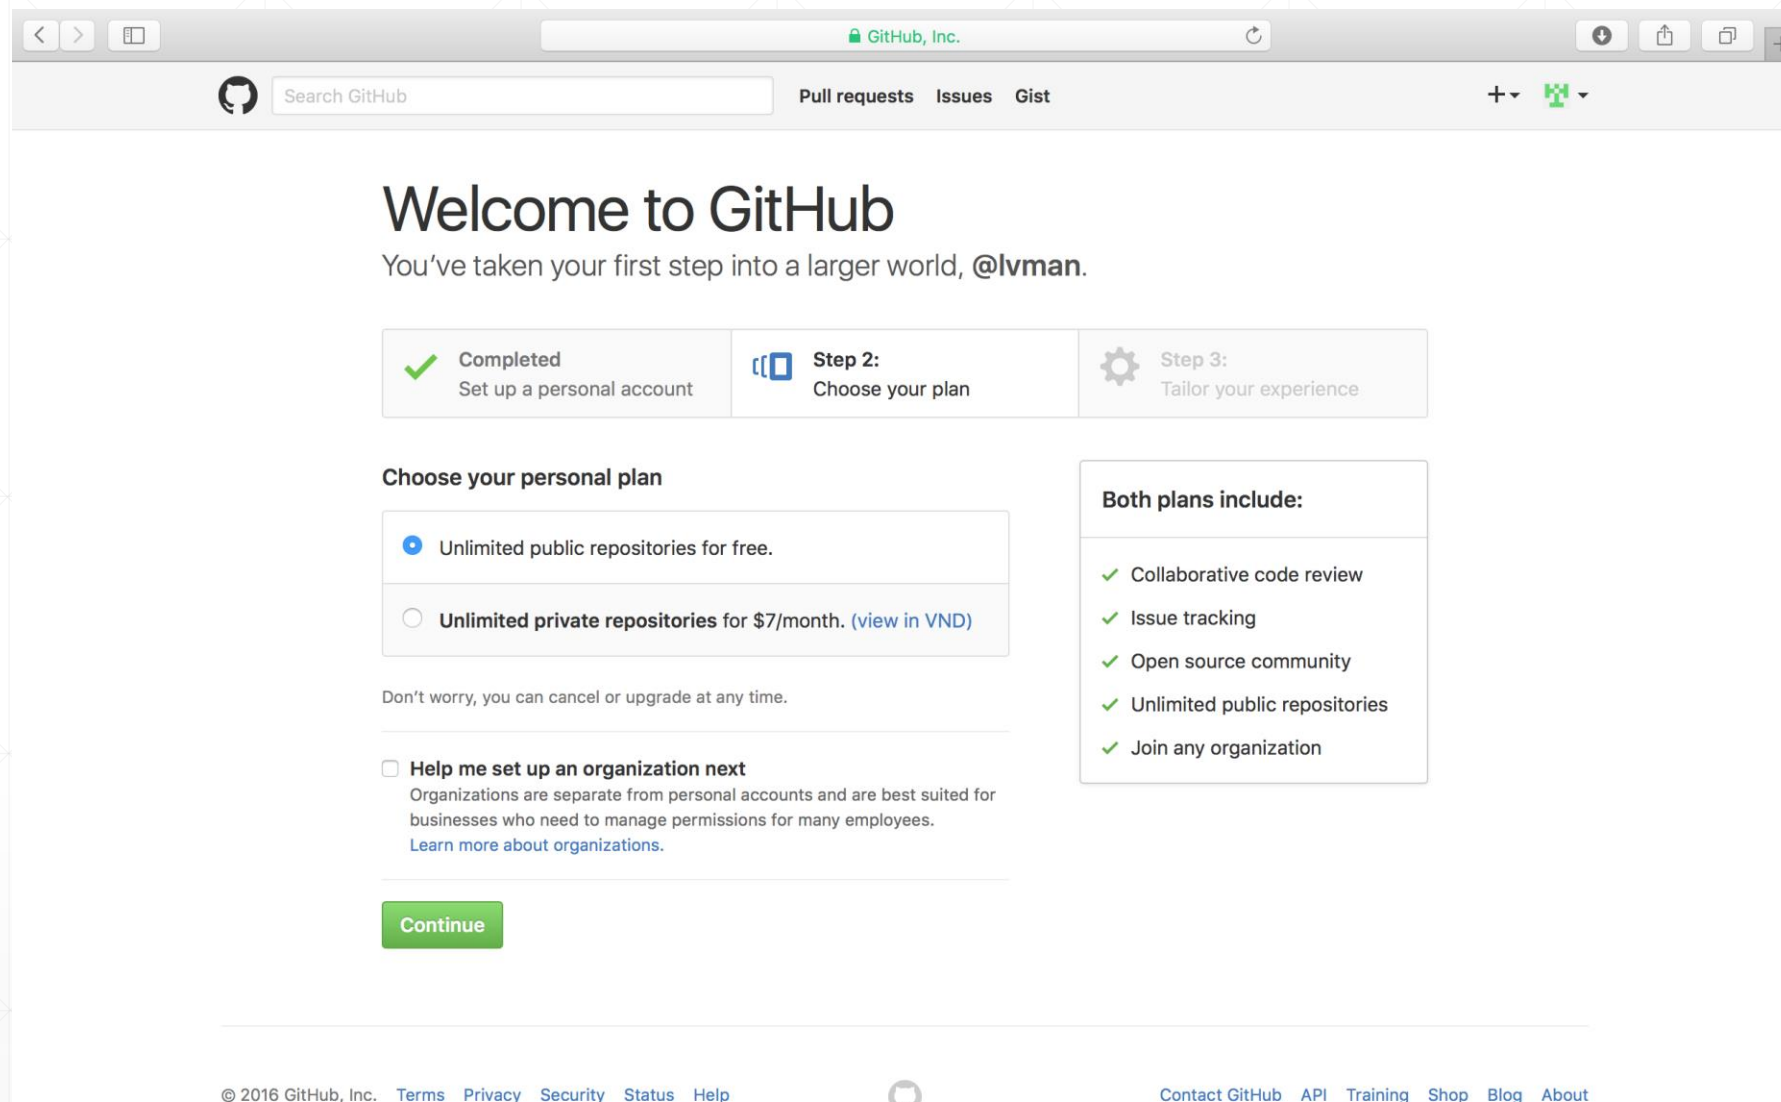 GitHub, Inc.
Search GitHub
Pull requests Issues Gist
Welcome to GitHub
You've taken your first step into a larger world, @lvman.
Completed
Set up a personal account
Step 2:
Choose your plan
Step 3:
Tailor your experience
Choose your personal plan
Unlimited public repositories for free.
Unlimited private repositories for $7/month. (view in VND)
Don't worry, you can cancel or upgrade at any time.
Help me set up an organization next
Organizations are separate from personal accounts and are best suited for
businesses who need to manage permissions for many employees.
Learn more about organizations.
Continue
Both plans include:
Collaborative code review
Issue tracking
Open source community
Unlimited public repositories
Join any organization
© 2016 GitHub, Inc. Terms Privacy Security Status Help
Contact GitHub API Training Shop Blog About